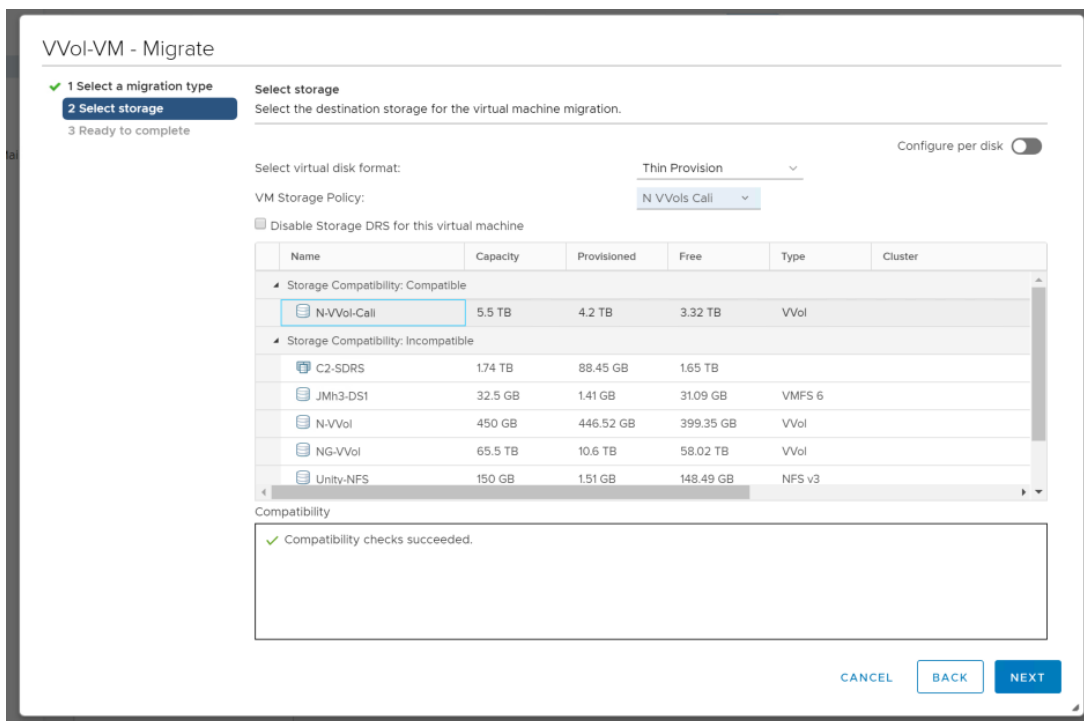 VVol-VM - Migrate
1 Select a migration type
2 Select storage
3 Ready to complete
Select storage
Select the destination storage for the virtual machine migration.
Configure per disk
Select virtual disk format: Thin Provision
VM Storage Policy: N VVols Cali
Disable Storage DRS for this virtual machine
Name Capacity Provisioned Free Type Cluster
Storage Compatibility: Compatible
N-VVol-Cali 5.5 TB 4.2 TB 3.32 TB VVol
Storage Compatibility: Incompatible
C2-SDRS 1.74 TB 88.45 GB 1.65 TB
JMh3-DS1 32.5 GB 1.41 GB 31.09 GB VMFS 6
N-VVol 450 GB 446.52 GB 399.35 GB VVol
NG-VVol 65.5 TB 10.6 TB 58.02 TB VVol
Unity-NFS 150 GB 1.51 GB 148.49 GB NFS v3
Compatibility
Compatibility checks succeeded.
CANCEL BACK NEXT